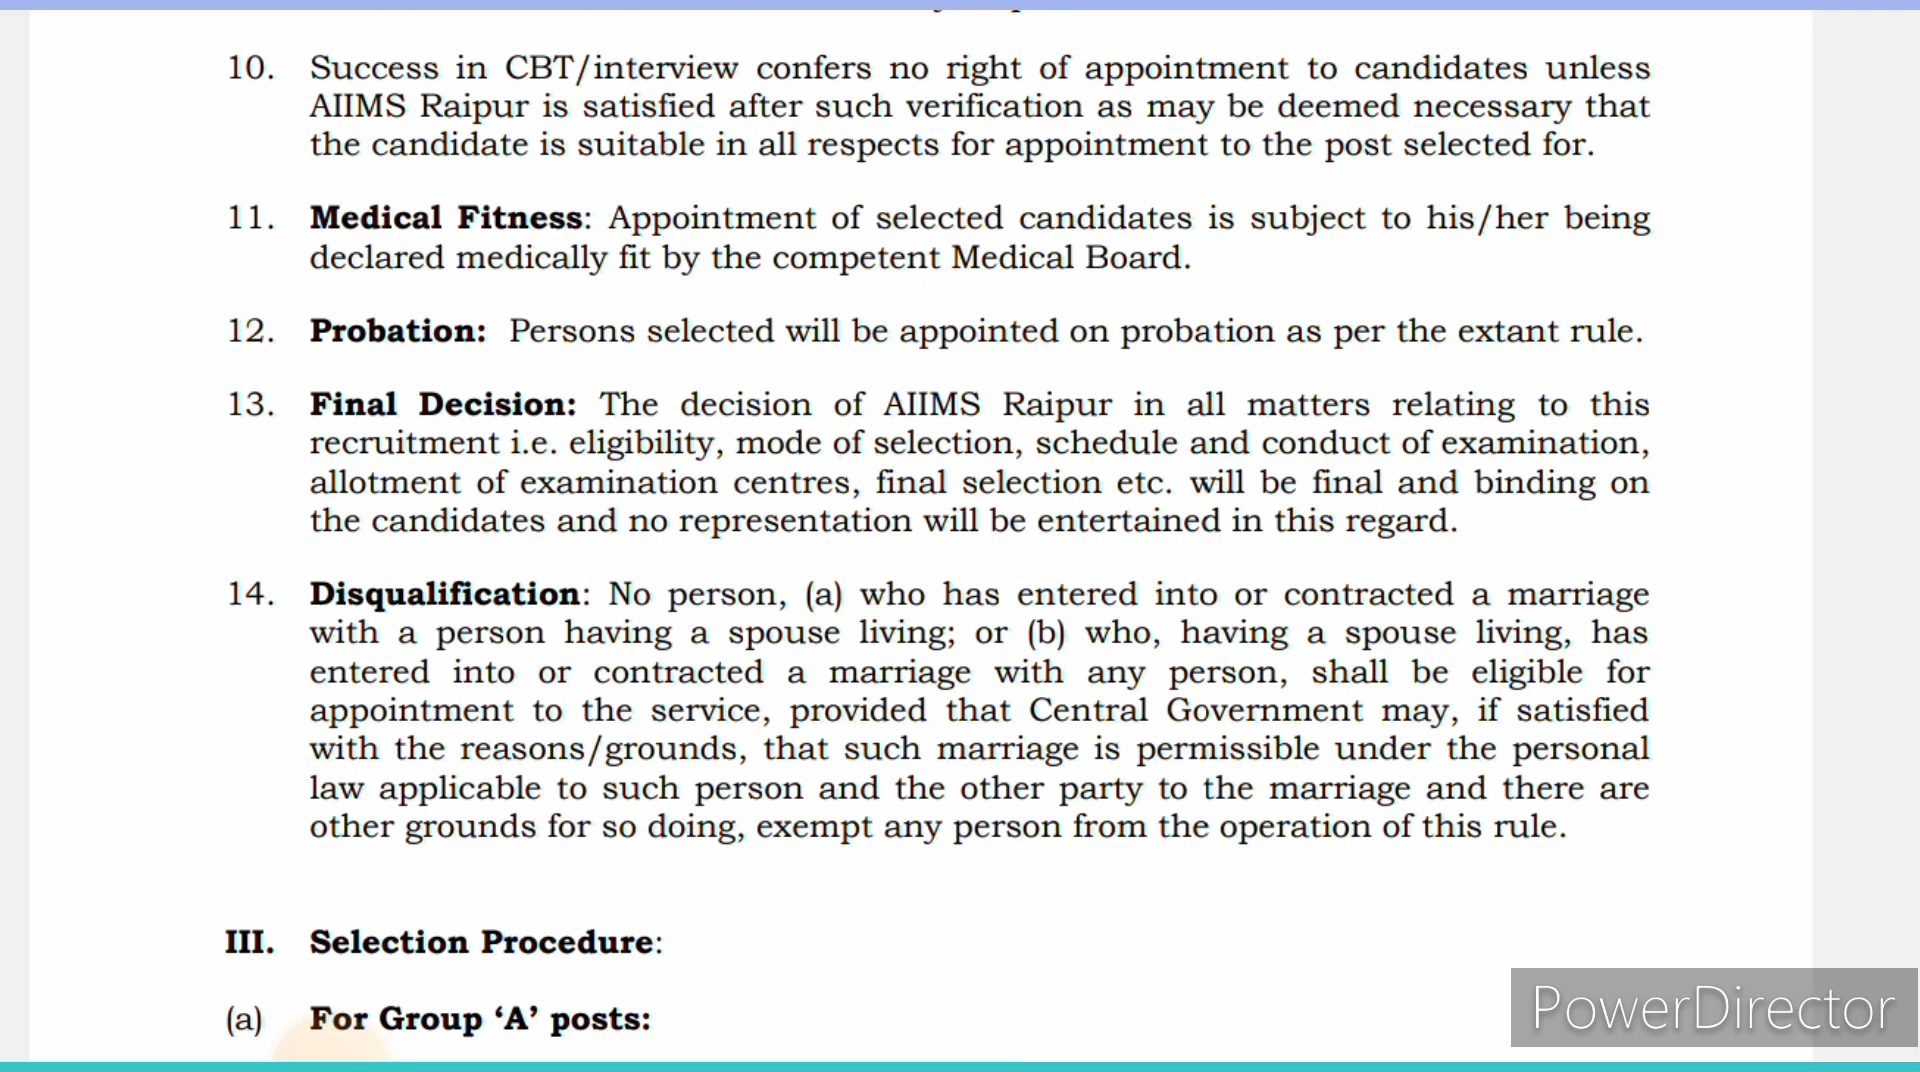 10. Success in CBT/interview confers no right of appointment to candidates unless
AIIMS Raipur is satisfied after such verification as may be deemed necessary that
the candidate is suitable in all respects for appointment to the post selected for.
11. Medical Fitness: Appointment of selected candidates is subject to his/her being
declared medically fit by the competent Medical Board.
12. Probation: Persons selected will be appointed on probation as per the extant rule.
13. Final Decision: The decision of AIIMS Raipur in all matters relating to this
recruitment i.e. eligibility, mode of selection, schedule and conduct of examination,
allotment of examination centres, final selection etc. will be final and binding on
the candidates and no representation will be entertained in this regard.
14. Disqualification: No person, (a) who has entered into or contracted a marriage
with a person having a spouse living; or (b) who, having a spouse living, has
entered into or contracted a marriage with any person, shall be eligible for
appointment to the service, provided that Central Government may, if satisfied
with the reasons/grounds, that such marriage is permissible under the personal
law applicable to such person and the other party to the marriage and there are
other grounds for so doing, exempt any person from the operation of this rule.
III. Selection Procedure:
(a) For Group ‘A’ posts:
PowerDirector